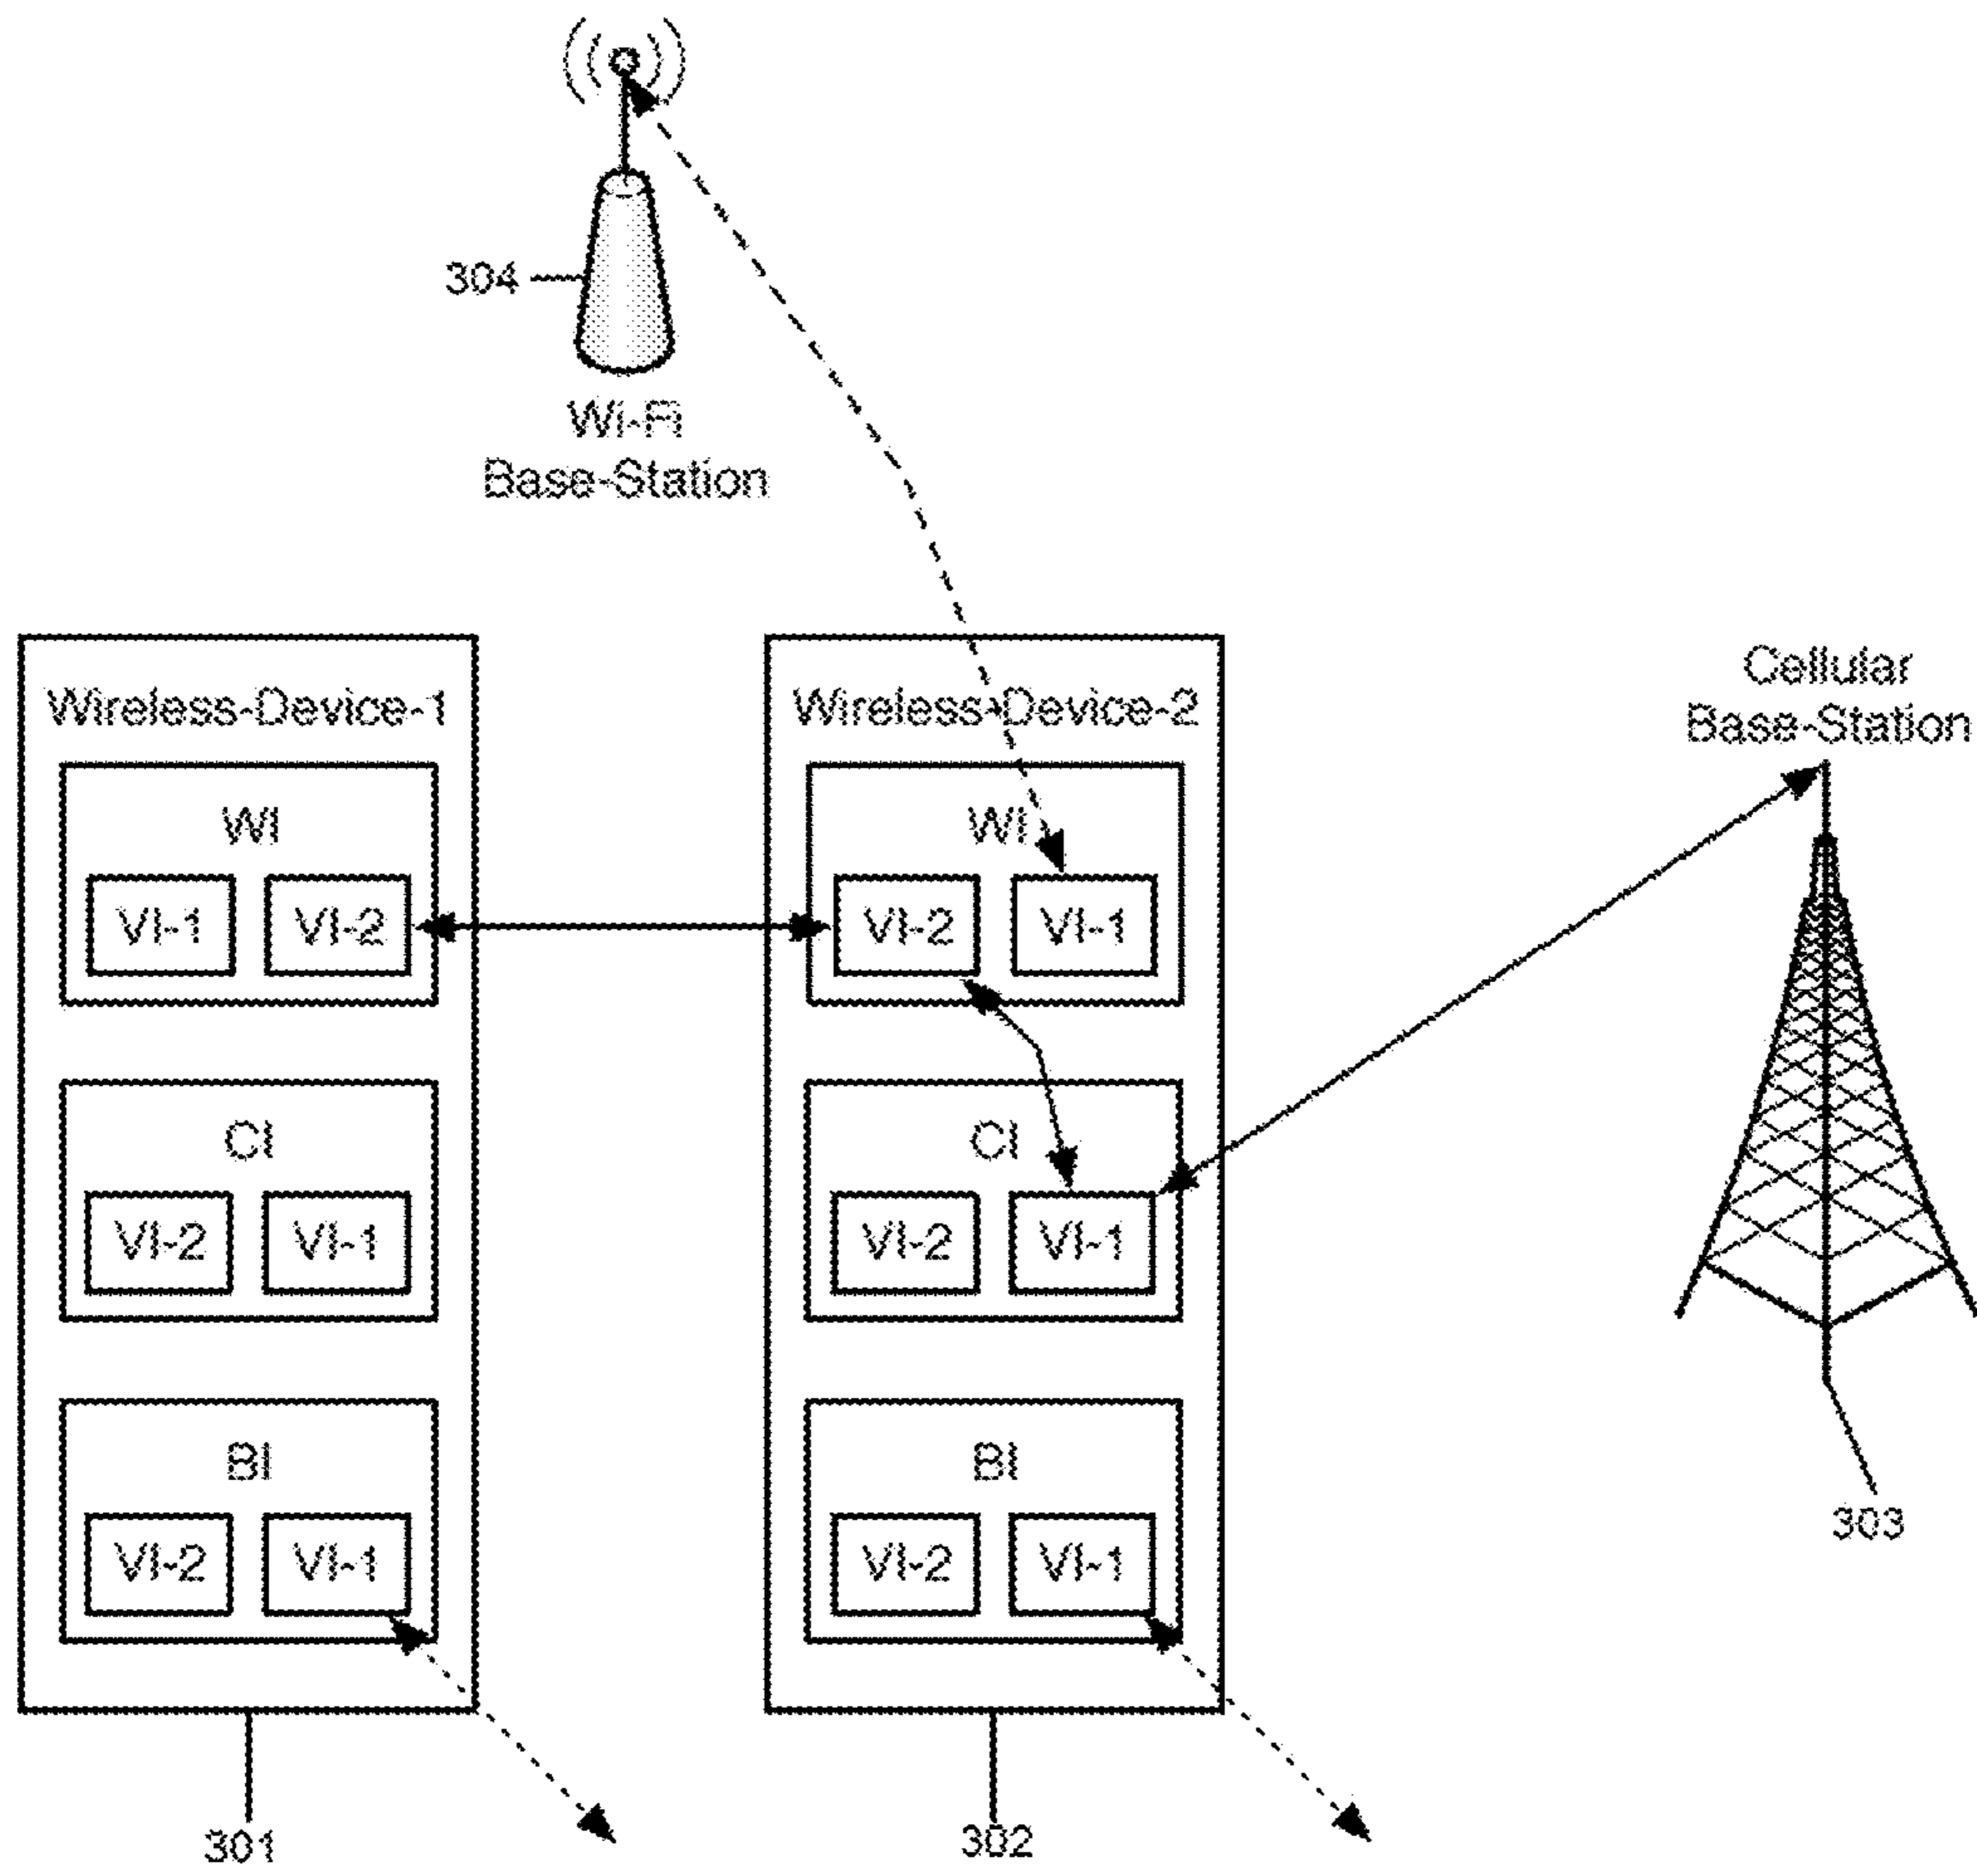 304
Wi-Fi
Base-Station
Wireless-Device-1
WI
VI-1 VI-2
CI
VI-2 VI-1
BI
VI-2 VI-1
301
Wireless-Device-2
WI
VI-2 VI-1
CI
VI-2 VI-1
BI
VI-2 VI-1
302
Cellular
Base-Station
303